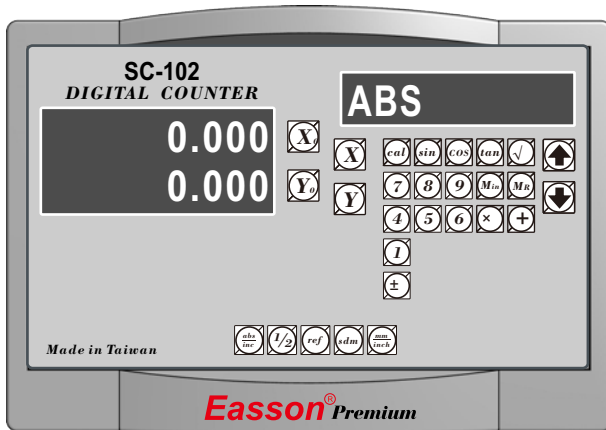 SC-102
DIGITAL COUNTER
ABS
0.000
X₀
X
cal sin cos tan √
0.000
Y₀
Y
7 8 9 Min MR
4 5 6 × +
1
±
abs/inc 1/2 ref sdm mm/inch
Made in Taiwan
Easson® Premium